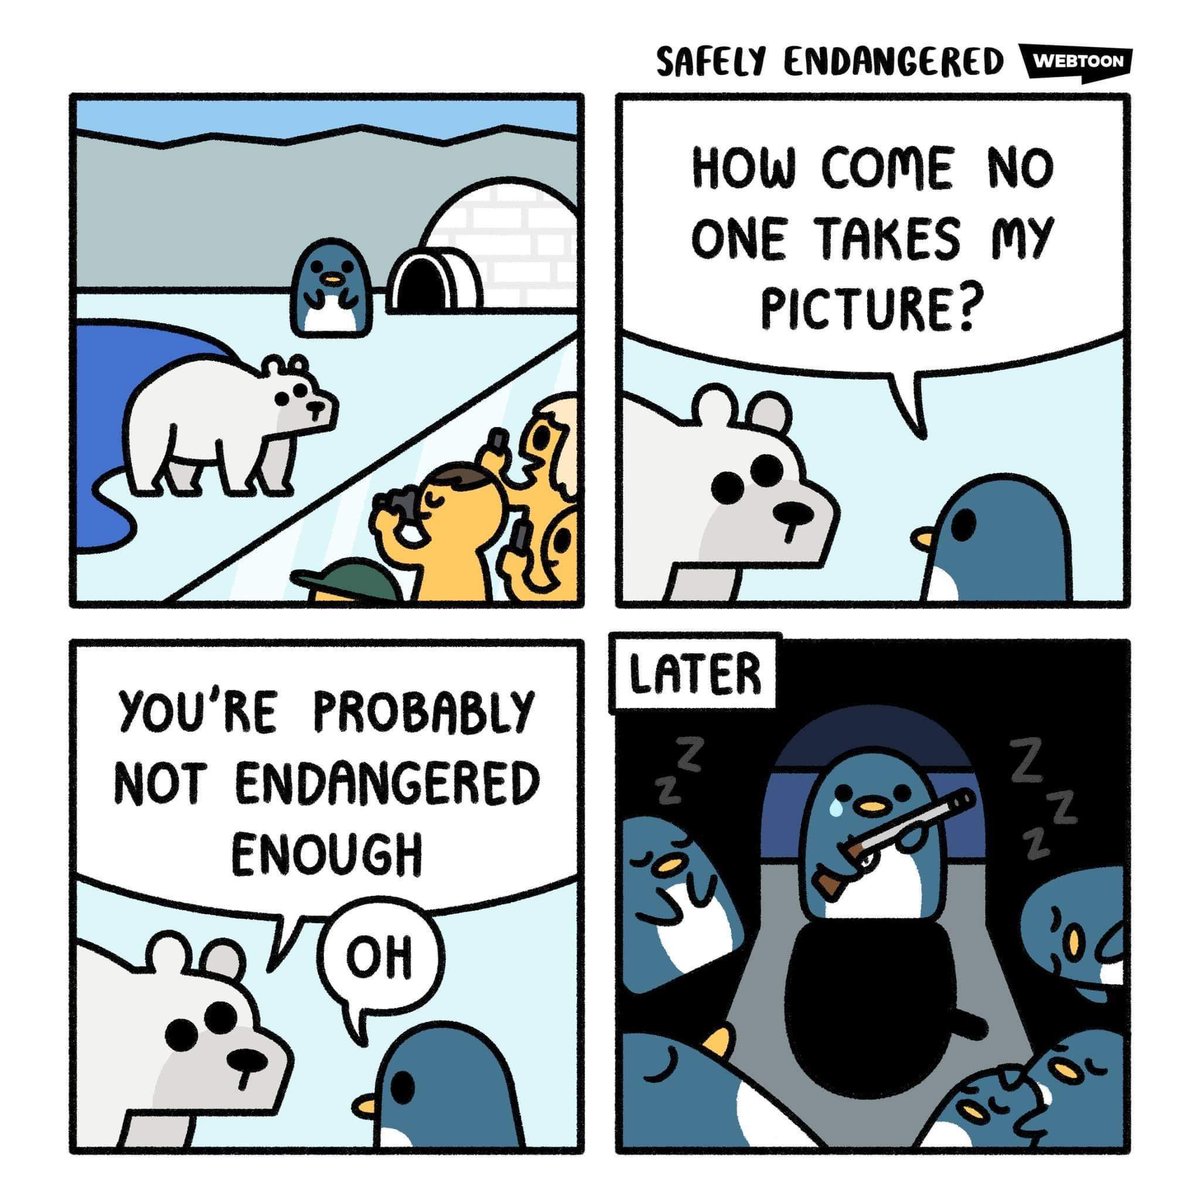 SAFELY ENDANGERED WEBTOON
HOW COME NO
ONE TAKES MY
PICTURE?
YOU'RE PROBABLY
NOT ENDANGERED
ENOUGH
OH
LATER
Z
Z
Z
Z
Z
Z